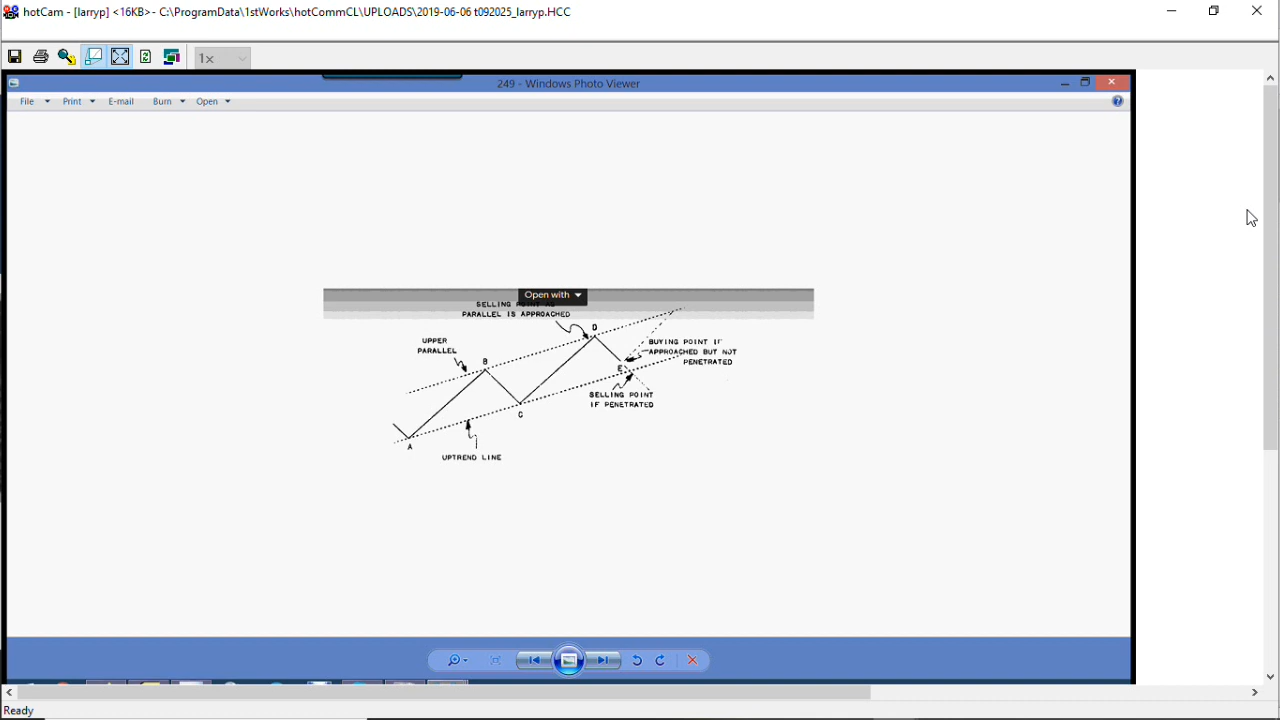 hotCam - [larryp] <16KB>- C:\ProgramData\1stWorks\hotCommCL\UPLOADS\2019-06-06 t092025_larryp.HCC
1x
249 - Windows Photo Viewer
File Print E-mail Burn Open
Open with
SELLING
PARALLEL IS APPROACHED
D
UPPER
PARALLEL
BUYING POINT IF
APPROACHED BUT NOT
PENETRATED
B
E
SELLING POINT
IF PENETRATED
C
A
UPTREND LINE
Ready